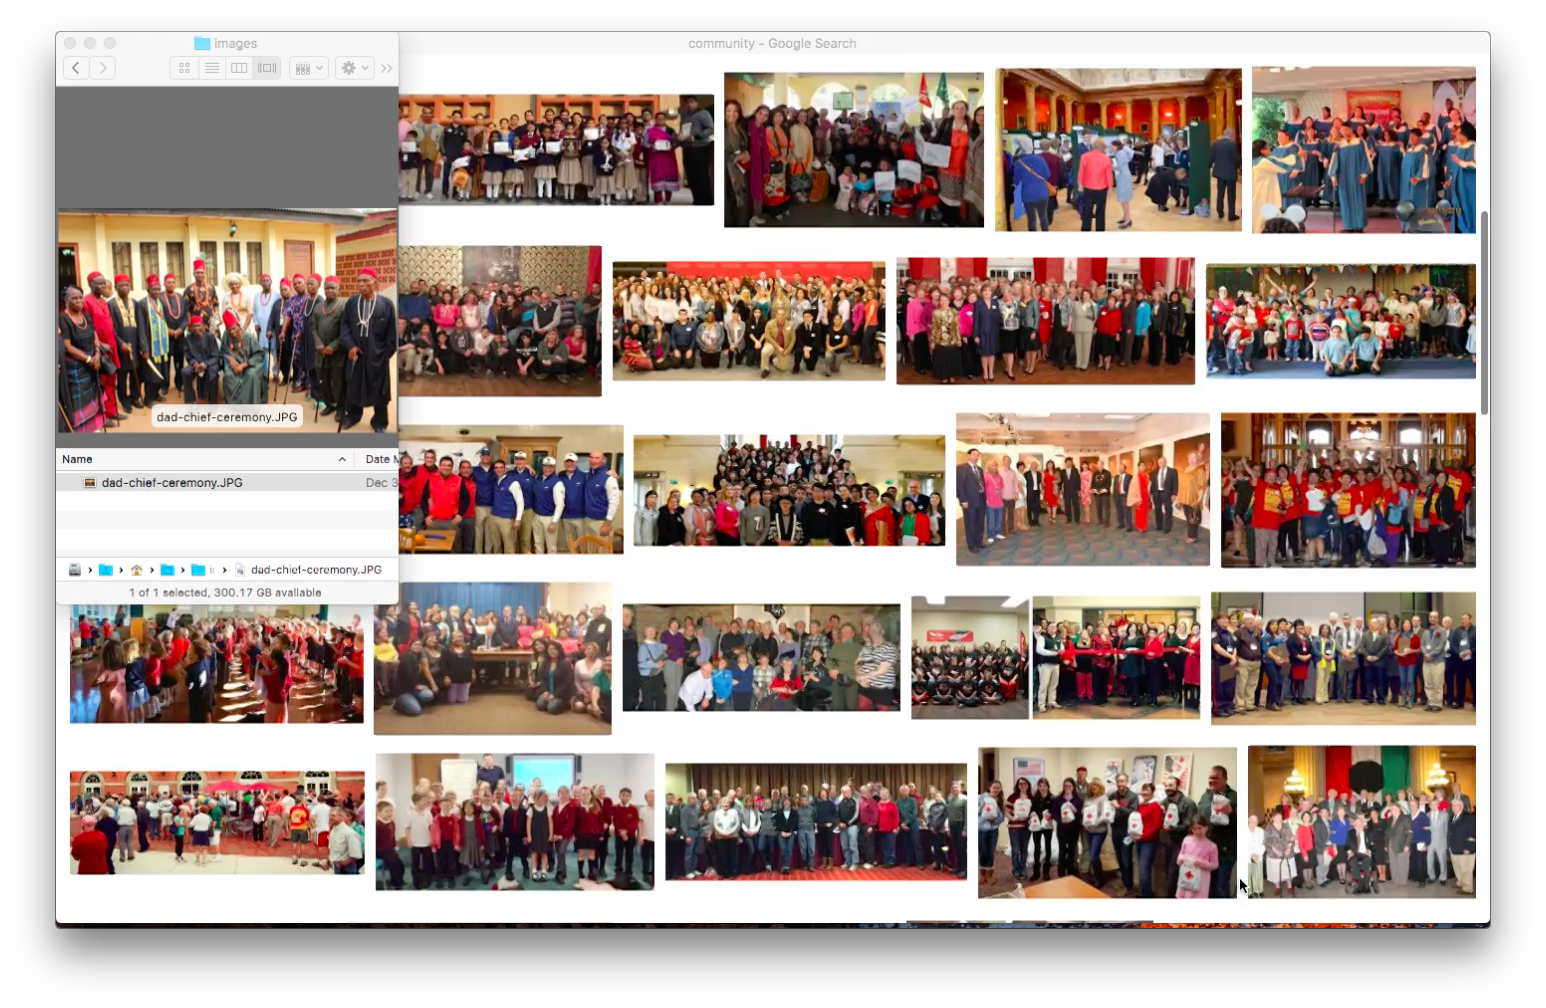 images
community - Google Search
dad-chief-ceremony.JPG
Name
Date
dad-chief-ceremony.JPG
Dec 3
dad-chief-ceremony.JPG
1 of 1 selected, 300.17 GB available